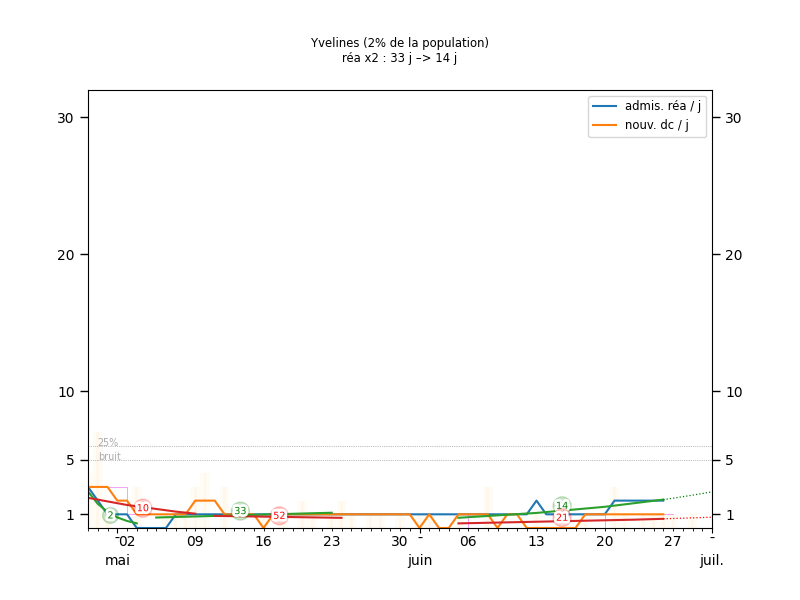 Yvelines (2% de la population)
réa x2 : 33 j –> 14 j
admis. réa / j
nouv. dc / j
30 30
20 20
10 10
25%
5 bruit 5
2 10 33 52 14 21
1 1
02 09 16 23 30 06 13 20 27
mai juin juil.